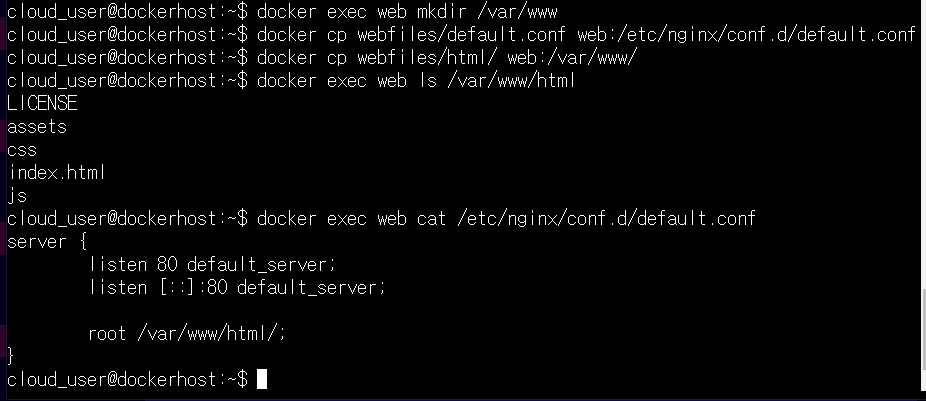 cloud_user@dockerhost:~$ docker exec web mkdir /var/www
cloud_user@dockerhost:~$ docker cp webfiles/default.conf web:/etc/nginx/conf.d/default.conf
cloud_user@dockerhost:~$ docker cp webfiles/html/ web:/var/www/
cloud_user@dockerhost:~$ docker exec web ls /var/www/html
LICENSE
assets
css
index.html
js
cloud_user@dockerhost:~$ docker exec web cat /etc/nginx/conf.d/default.conf
server {
        listen 80 default_server;
        listen [::]:80 default_server;

        root /var/www/html/;
}
cloud_user@dockerhost:~$